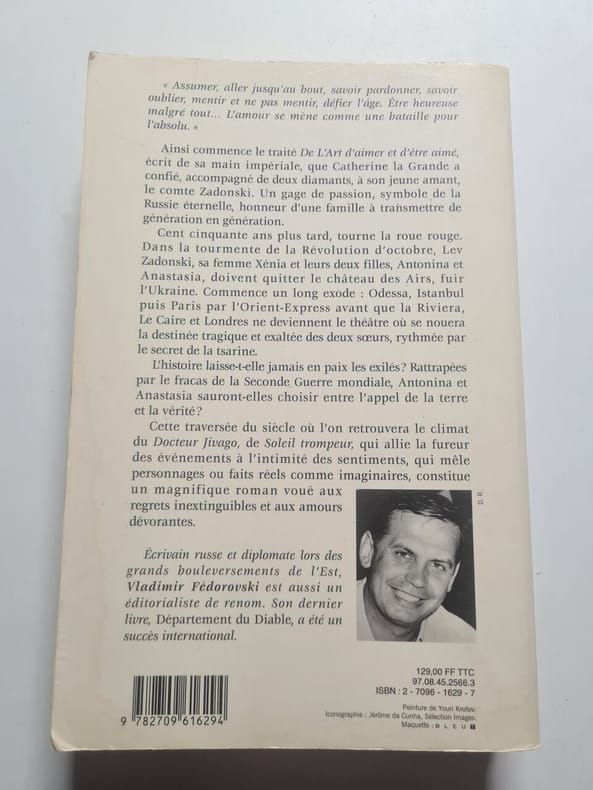 « Assumer, aller jusqu'au bout, savoir pardonner, savoir
oublier, mentir et ne pas mentir, défier l'âge. Être heureuse
malgré tout... L'amour se mène comme une bataille pour
l'absolu. »
Ainsi commence le traité De L'Art d'aimer et d'être aimé,
écrit de sa main impériale, que Catherine la Grande a
confié, accompagné de deux diamants, à son jeune amant,
le comte Zadonski. Un gage de passion, symbole de la
Russie éternelle, honneur d'une famille à transmettre de
génération en génération.
Cent cinquante ans plus tard, tourne la roue rouge.
Dans la tourmente de la Révolution d'octobre, Lev
Zadonski, sa femme Xénia et leurs deux filles, Antonina et
Anastasia, doivent quitter le château des Airs, fuir
l'Ukraine. Commence un long exode : Odessa, Istanbul
puis Paris par l'Orient-Express avant que la Riviera,
Le Caire et Londres ne deviennent le théâtre où se nouera
la destinée tragique et exaltée des deux sœurs, rythmée par
le secret de la tsarine.
L'histoire laisse-t-elle jamais en paix les exilés ? Rattrapées
par le fracas de la Seconde Guerre mondiale, Antonina et
Anastasia sauront-elles choisir entre l'appel de la terre
et la vérité ?
Cette traversée du siècle où l'on retrouvera le climat
du Docteur Jivago, de Soleil trompeur, qui allie la fureur
des événements à l'intimité des sentiments, qui mêle
personnages ou faits réels comme imaginaires, constitue
un magnifique roman voué aux
regrets inextinguibles et aux amours
dévorantes.
D. R.
Écrivain russe et diplomate lors des
grands bouleversements de l'Est,
Vladimir Fédorovski est aussi un
éditorialiste de renom. Son dernier
livre, Département du Diable, a été un
succès international.
129,00 FF TTC
97.08.45.2566.3
ISBN : 2 - 7096 - 1629 - 7
Peinture de Youri Krotov.
Iconographie : Jérôme da Cunha, Sélection Images.
Maquette : BLEUT
9 782709 616294